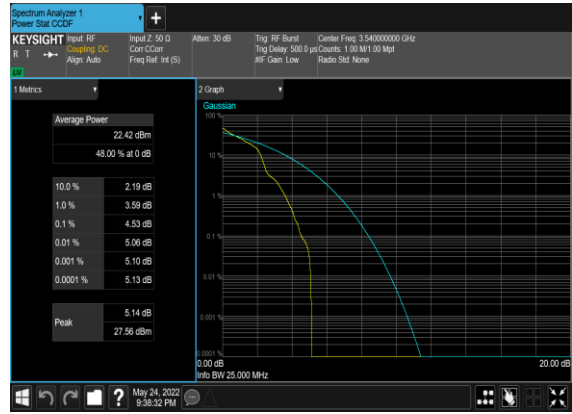 Spectrum Analyzer 1
Power Stat CCDF
+
KEYSIGHT
R T
LW
Input: RF
Coupling: DC
Align: Auto
Input Z: 50 Ω
Corr CCorr
Freq Ref: Int (S)
Atten: 30 dB
Trig: RF Burst
Trig Delay: 500.0 µs
#IF Gain: Low
Center Freq: 3.540000000 GHz
Counts: 1.00 M/1.00 Mpt
Radio Std: None
1 Metrics
Average Power
22.42 dBm
48.00 % at 0 dB
10.0 % 2.19 dB
1.0 % 3.59 dB
0.1 % 4.53 dB
0.01 % 5.06 dB
0.001 % 5.10 dB
0.0001 % 5.13 dB
Peak
5.14 dB
27.56 dBm
2 Graph
Gaussian
100 %
10 %
1 %
0.1 %
0.01 %
0.001 %
0.0001 %
0.00 dB 20.00 dB
Info BW 25.000 MHz
? May 24, 2022
9:38:32 PM